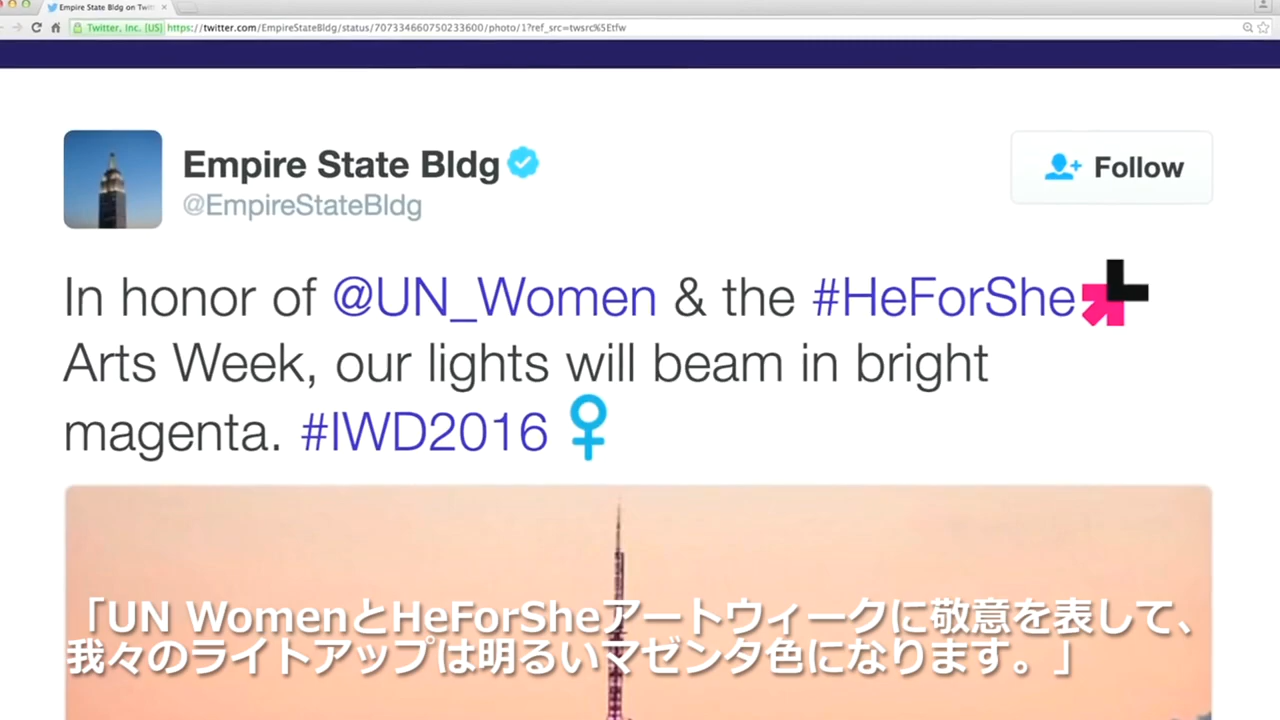 Empire State Bldg on Twit
Twitter, Inc. [US] https://twitter.com/EmpireStateBldg/status/707334660750233600/photo/1?ref_src=twsrc%5Etfw
Empire State Bldg
@EmpireStateBldg
Follow
In honor of @UN_Women & the #HeForShe
Arts Week, our lights will beam in bright
magenta. #IWD2016
「UN WomenとHeForSheアートウィークに敬意を表して、
我々のライトアップは明るいマゼンタ色になります。」